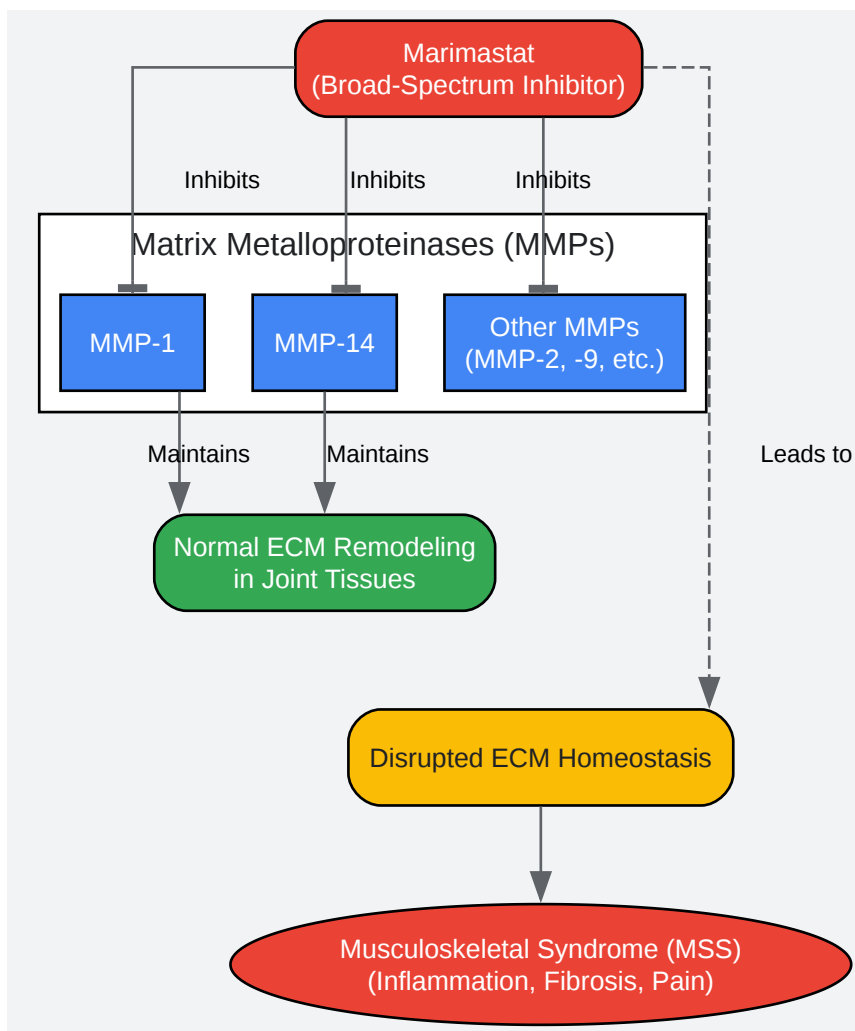 Marimastat
(Broad-Spectrum Inhibitor)
Inhibits
Inhibits
Inhibits
Matrix Metalloproteinases (MMPs)
MMP-1
MMP-14
Other MMPs
(MMP-2, -9, etc.)
Maintains
Maintains
Leads to
Normal ECM Remodeling
in Joint Tissues
Disrupted ECM Homeostasis
Musculoskeletal Syndrome (MSS)
(Inflammation, Fibrosis, Pain)